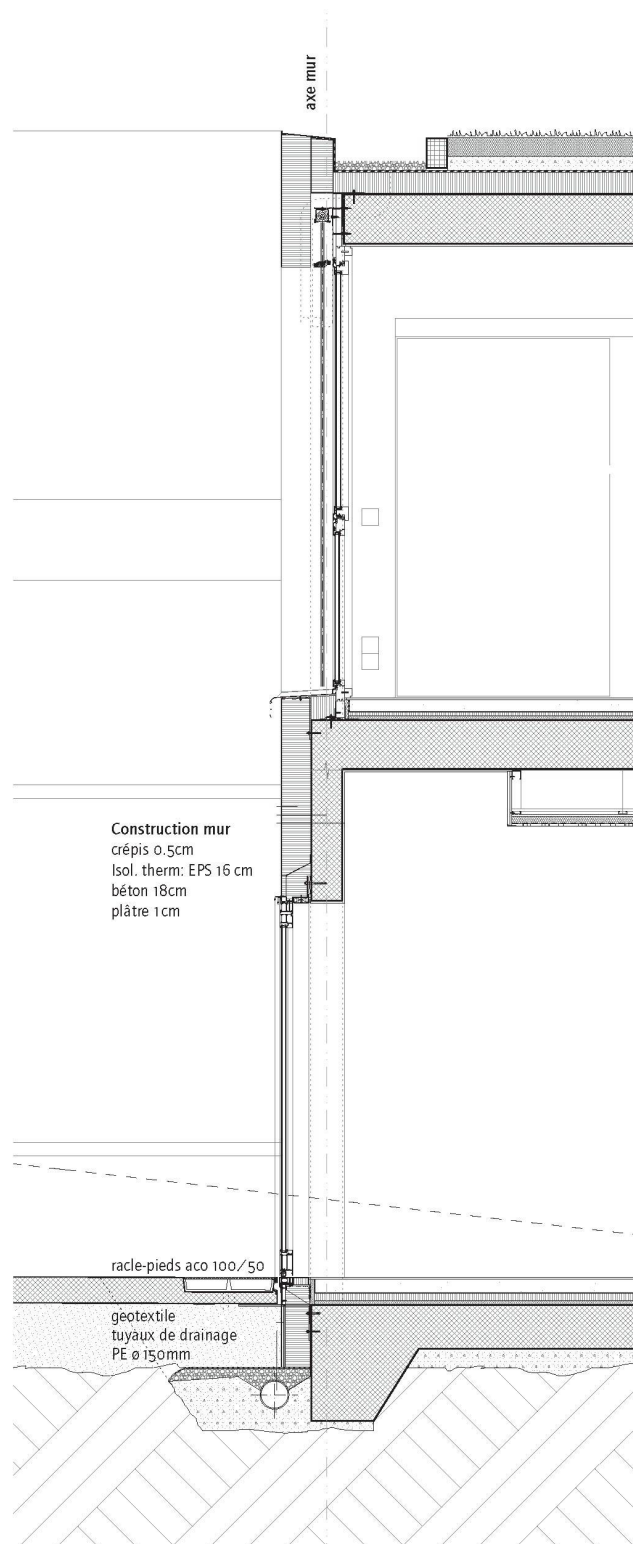 axe mur
Construction mur
crépis 0.5cm
Isol. therm: EPS 16 cm
béton 18cm
plâtre 1cm
racle-pieds aco 100/50
géotextile
tuyaux de drainage
PE ø 150mm